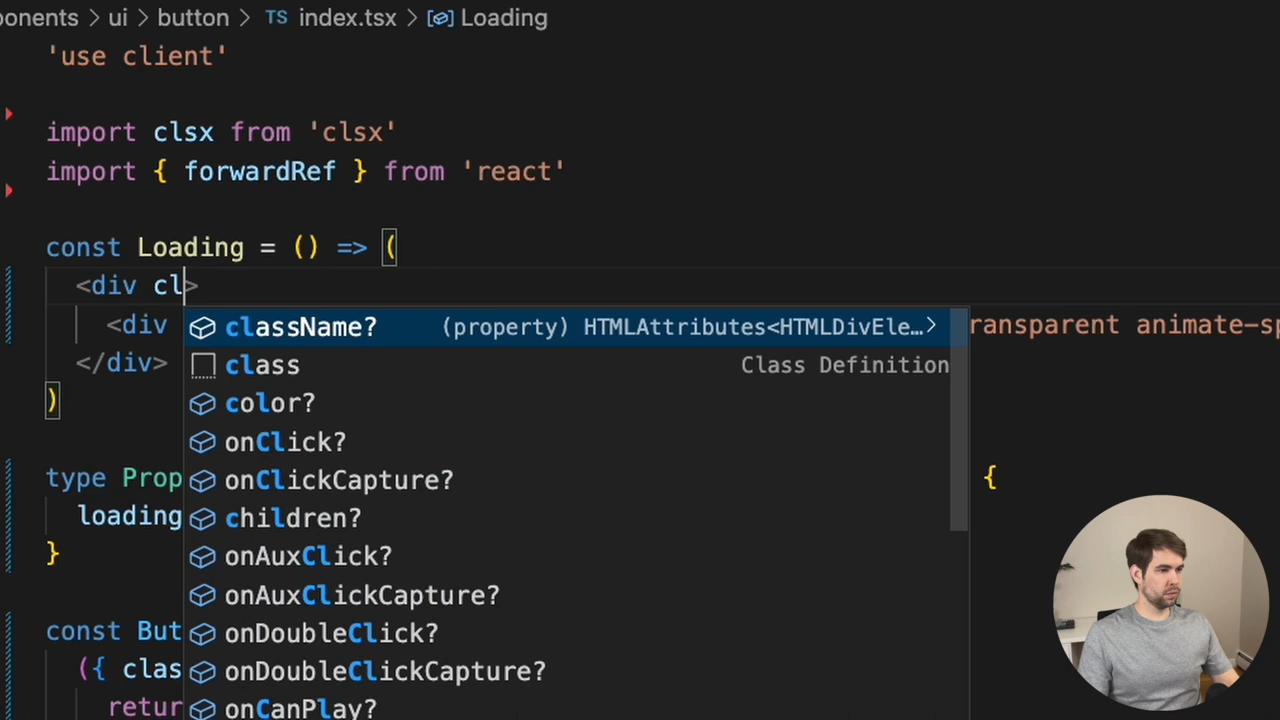 ponents > ui > button > TS index.tsx > Loading
'use client'
import clsx from 'clsx'
import { forwardRef } from 'react'
const Loading = () => (
<div cl>
<div
ransparent animate-sp
</div>
)
className? (property) HTMLAttributes<HTMLDivEle…>
class Class Definition
color?
onClick?
onClickCapture?
children?
onAuxClick?
onAuxClickCapture?
onDoubleClick?
onDoubleClickCapture?
onCanPlay?
type Prop
{
loading
}
const But
({ clas
retur